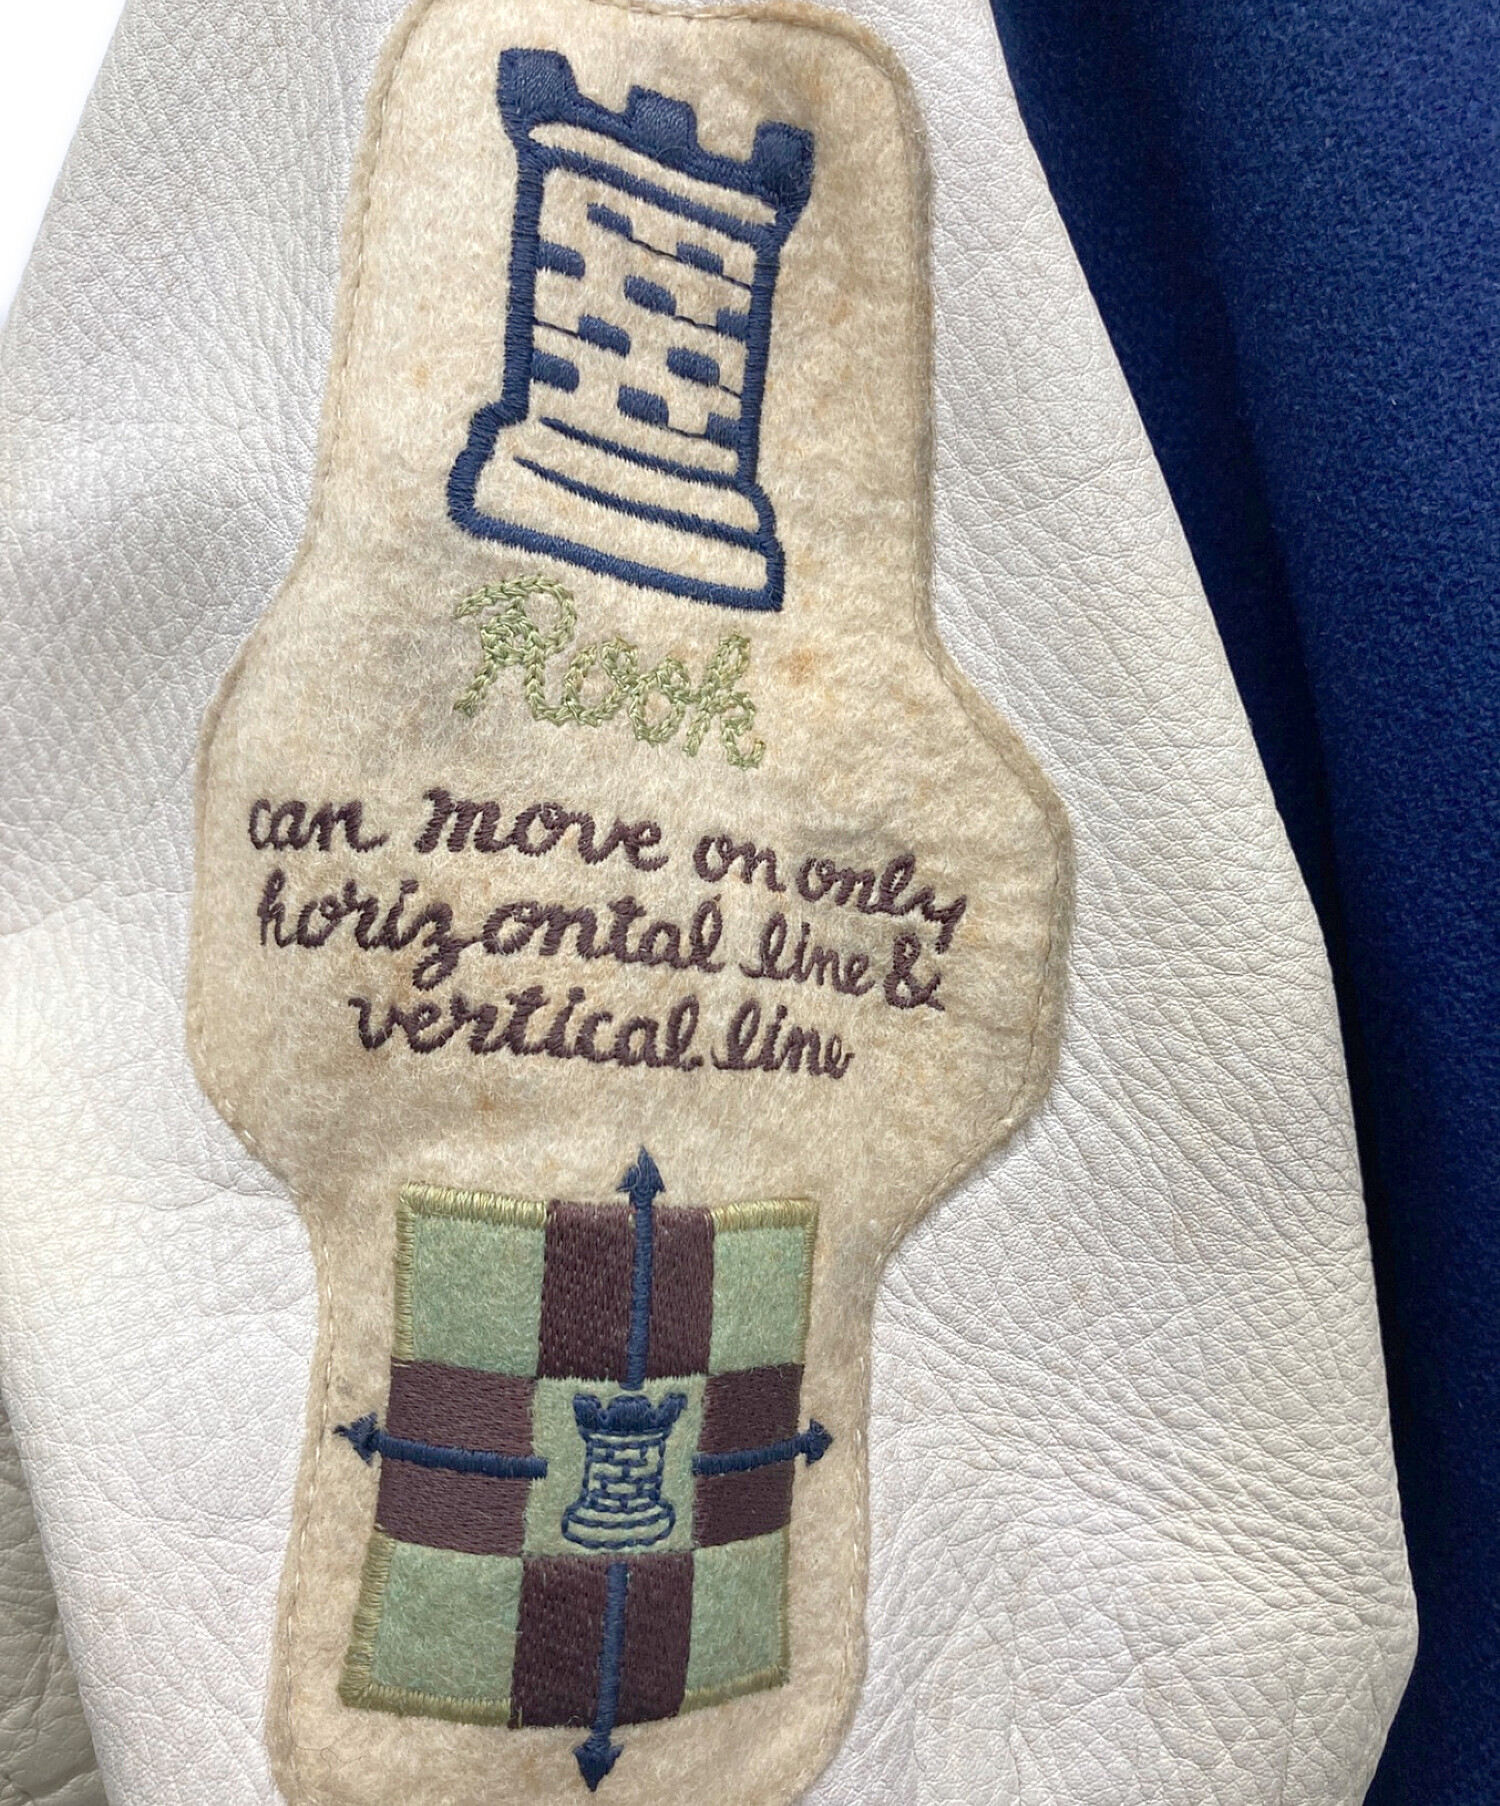 Rook
can move on only
horizontal line &
vertical line